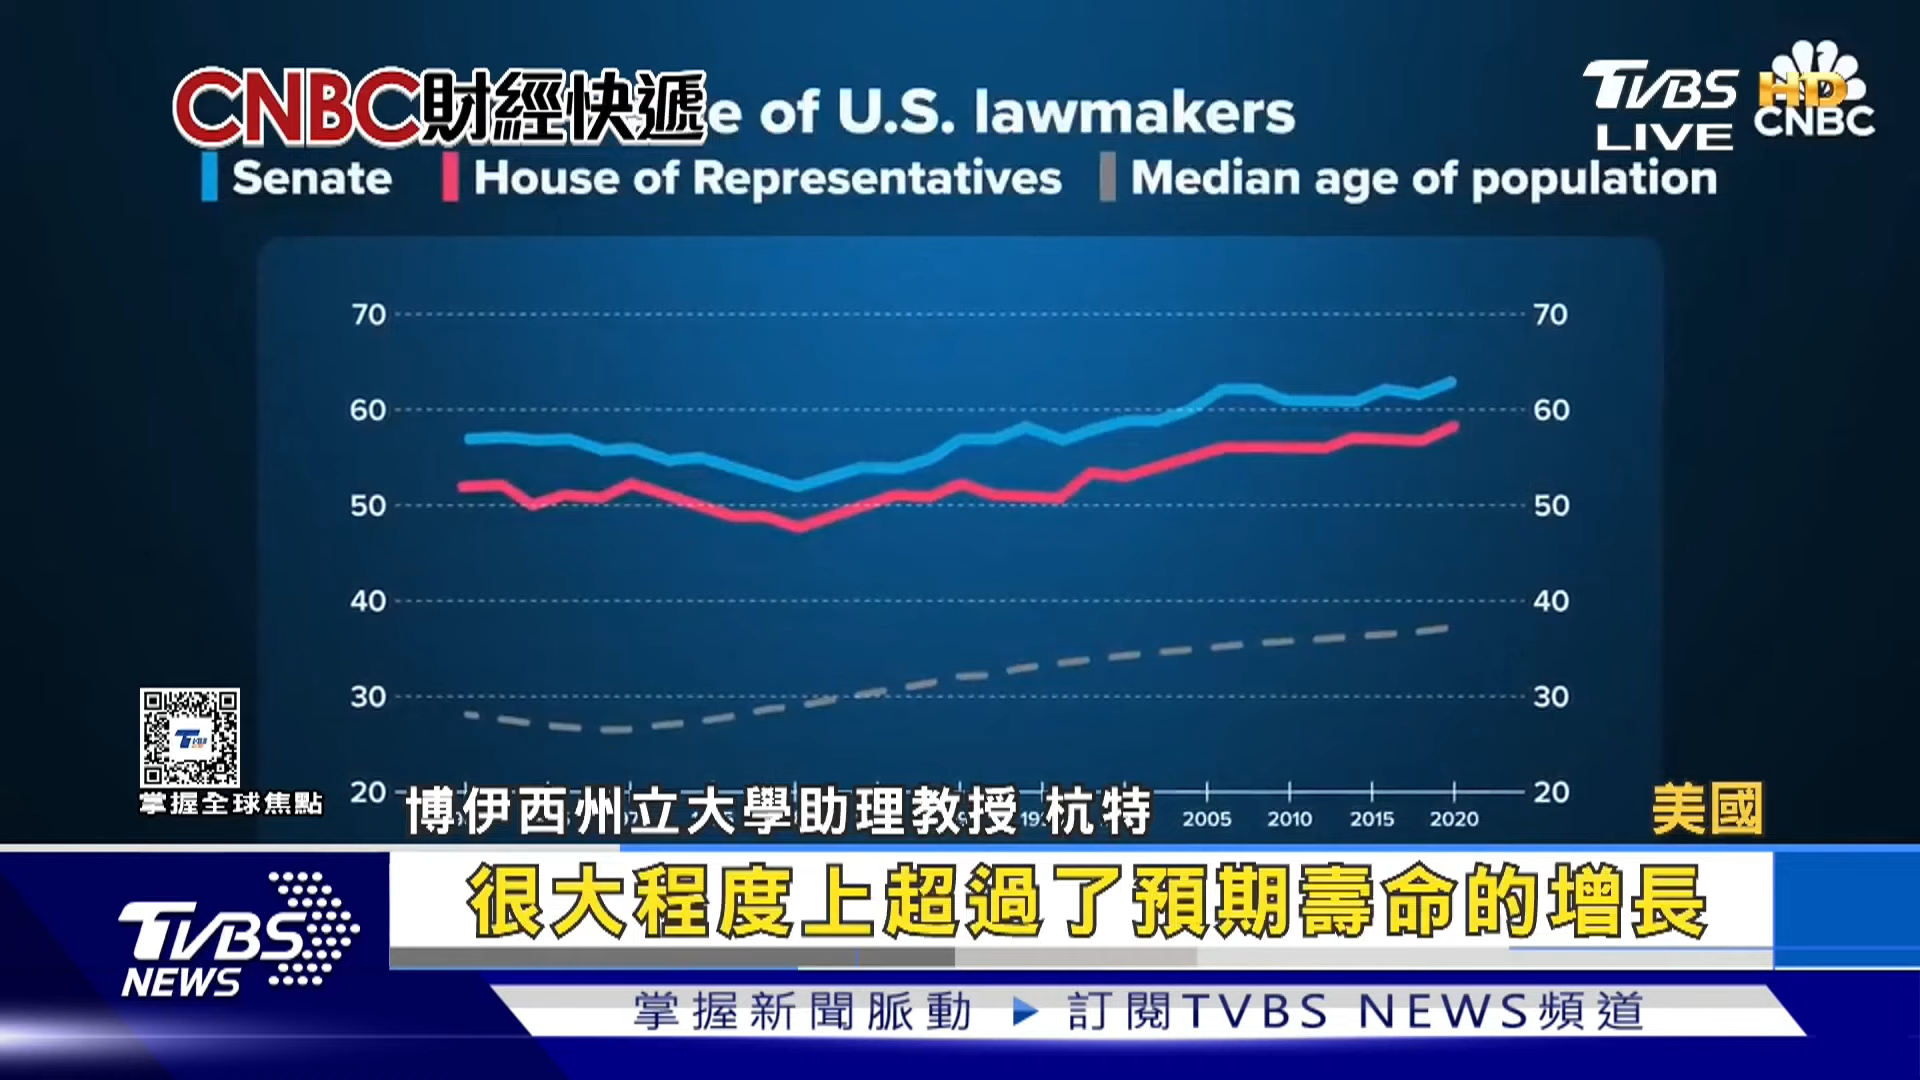 CNBC財經快遞
e of U.S. lawmakers
TVBS LIVE
HD
CNBC
Senate House of Representatives Median age of population
70 70
60 60
50 50
40 40
30 30
20 20
2005 2010 2015 2020
掌握全球焦點
博伊西州立大學助理教授 杭特
美國
很大程度上超過了預期壽命的增長
TVBS NEWS
掌握新聞脈動 訂閱TVBS NEWS頻道